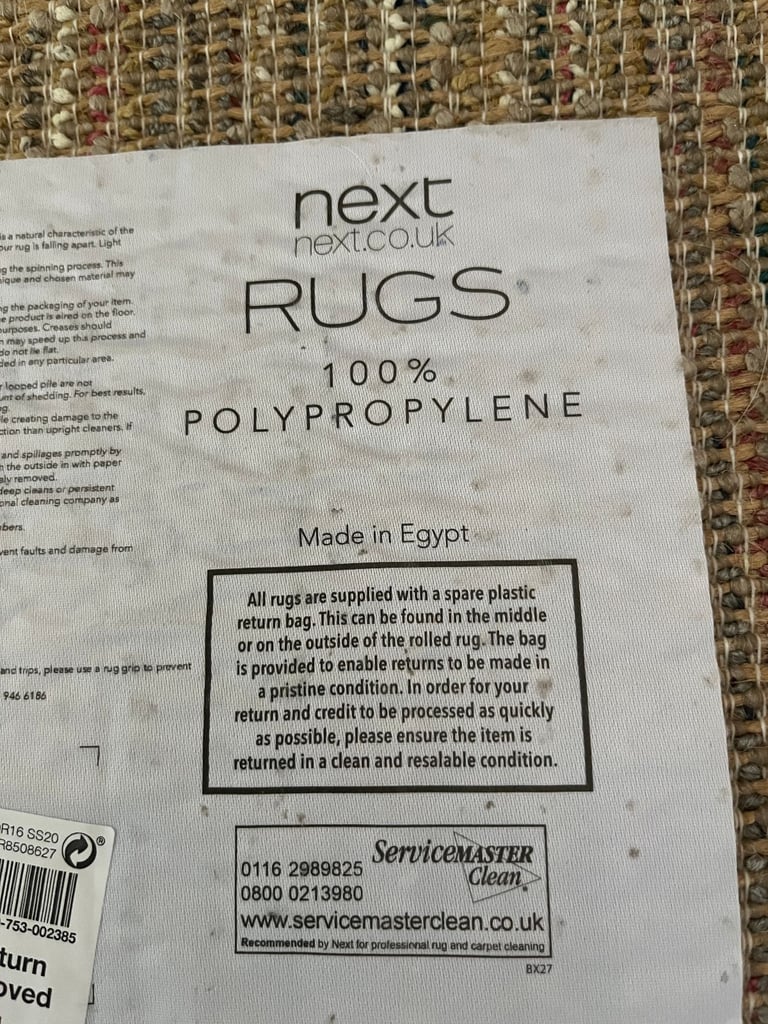 is a natural characteristic of the
our rug is falling apart. Light
g the spinning process. This
ique and chosen material may
ng the packaging of your item.
e product is aired on the floor.
urposes. Creases should
n may speed up this process and
do not lie flat.
ded in any particular area.
r looped pile are not
unt of shedding. For best results,
g.
le creating damage to the
ction than upright cleaners. If
and spillages promptly by
n the outside in with paper
ely removed.
deep cleans or persistent
onal cleaning company as
bers.
vent faults and damage from
and trips, please use a rug grip to prevent
946 6186
next
next.co.uk
RUGS
100%
POLYPROPYLENE
Made in Egypt
All rugs are supplied with a spare plastic
return bag. This can be found in the middle
or on the outside of the rolled rug. The bag
is provided to enable returns to be made in
a pristine condition. In order for your
return and credit to be processed as quickly
as possible, please ensure the item is
returned in a clean and resalable condition.
ServiceMASTER
Clean
0116 2989825
0800 0213980
www.servicemasterclean.co.uk
Recommended by Next for professional rug and carpet cleaning
BX27
R16 SS20
R8508627
-753-002385
turn
oved